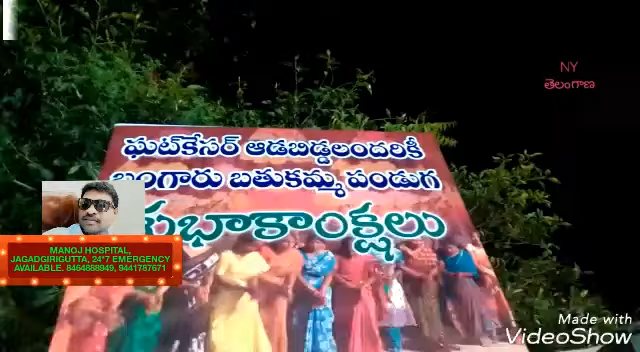 NY
తెలంగాణ
ఘట్‌కేసర్ ఆడబిడ్డలందరికీ
బంగారు బతుకమ్మ పండుగ
శుభాకాంక్షలు
MANOJ HOSPITAL,
JAGADGIRIGUTTA, 24*7 EMERGENCY
AVAILABLE. 8464888949, 9441787671
Made with
VideoShow